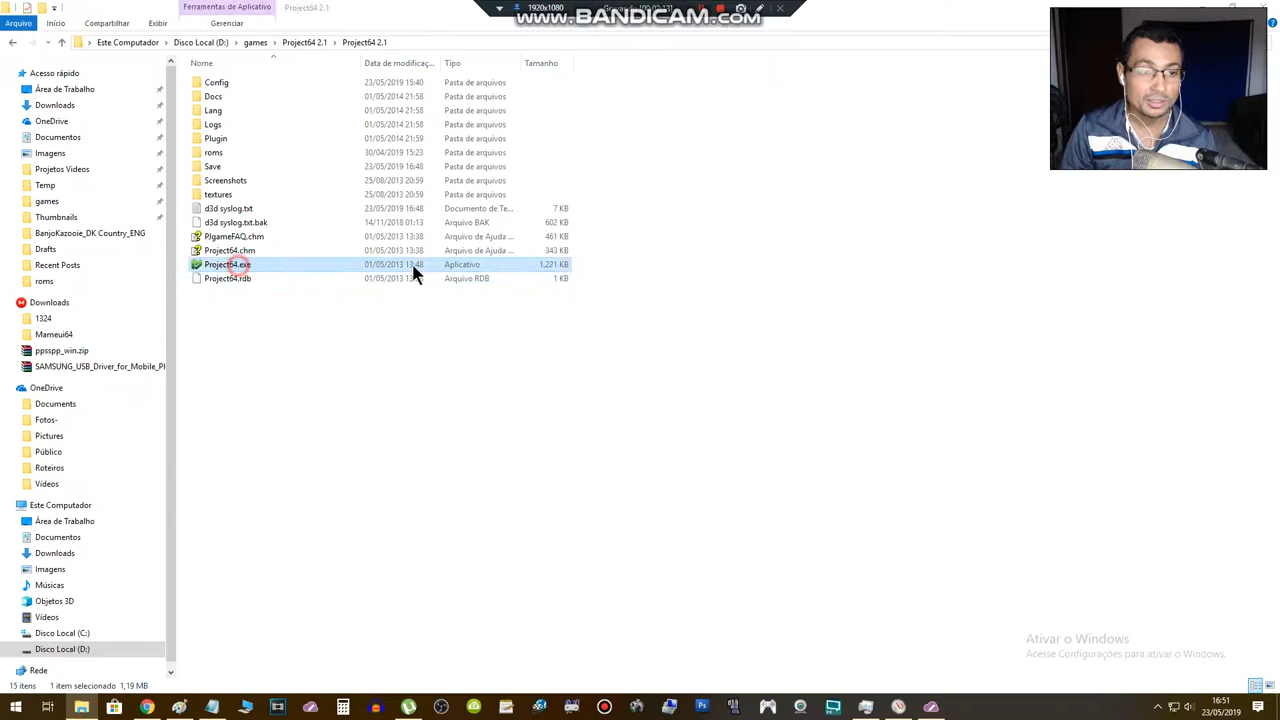 Ferramentas de Aplicativo
Project64 2.1
1920x1080
www.BANDICAM.com
Arquivo
Início
Compartilhar
Exibir
Gerenciar
Este Computador › Disco Local (D:) › games › Project64 2.1 › Project64 2.1
Acesso rápido
Área de Trabalho
Downloads
OneDrive
Documentos
Imagens
Projetos Videos
Temp
games
Thumbnails
BanjoKazooie_DK Country_ENG
Drafts
Recent Posts
roms
Downloads
1324
Mameui64
ppsspp_win.zip
SAMSUNG_USB_Driver_for_Mobile_Pl
OneDrive
Documents
Fotos-
Pictures
Público
Roteiros
Vídeos
Este Computador
Área de Trabalho
Documentos
Downloads
Imagens
Músicas
Objetos 3D
Vídeos
Disco Local (C:)
Disco Local (D:)
Rede
Nome Data de modificaç... Tipo Tamanho
Config 23/05/2019 15:40 Pasta de arquivos
Docs 01/05/2014 21:58 Pasta de arquivos
Lang 01/05/2014 21:58 Pasta de arquivos
Logs 01/05/2014 21:58 Pasta de arquivos
Plugin 01/05/2014 21:59 Pasta de arquivos
roms 30/04/2019 15:23 Pasta de arquivos
Save 23/05/2019 16:48 Pasta de arquivos
Screenshots 25/08/2013 20:59 Pasta de arquivos
textures 25/08/2013 20:59 Pasta de arquivos
d3d syslog.txt 23/05/2019 16:48 Documento de Te... 7 KB
d3d syslog.txt.bak 14/11/2018 01:13 Arquivo BAK 602 KB
PJgameFAQ.chm 01/05/2013 13:38 Arquivo de Ajuda ... 461 KB
Project64.chm 01/05/2013 13:38 Arquivo de Ajuda ... 343 KB
Project64.exe 01/05/2013 13:48 Aplicativo 1.221 KB
Project64.rdb 01/05/2013 Arquivo RDB 1 KB
Ativar o Windows
Acesse Configurações para ativar o Windows.
15 itens 1 item selecionado 1,19 MB
16:51
23/05/2019